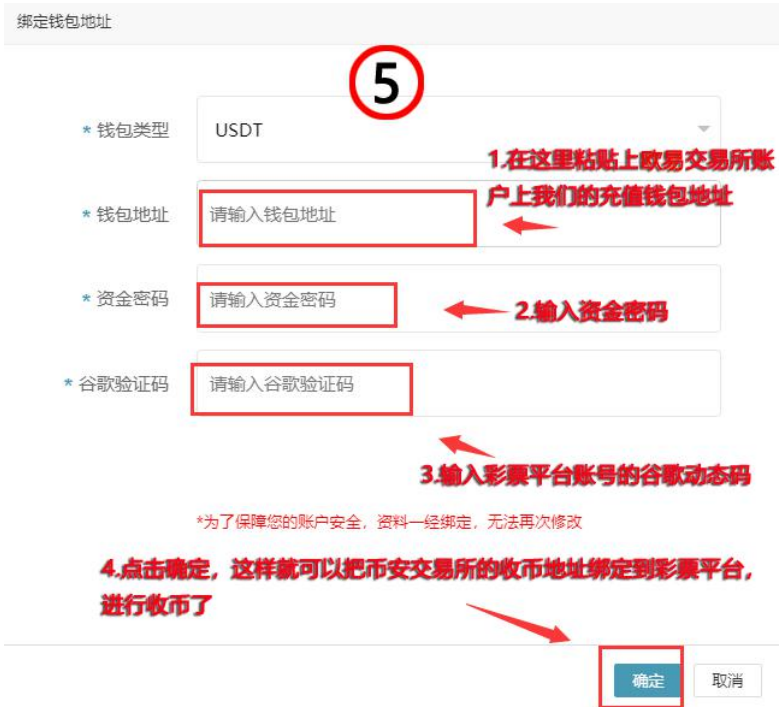 绑定钱包地址
5
* 钱包类型
USDT
1.在这里粘贴上欧易交易所账
户上我们的充值钱包地址
* 钱包地址
请输入钱包地址
* 资金密码
请输入资金密码
2.输入资金密码
* 谷歌验证码
请输入谷歌验证码
3.输入彩票平台账号的谷歌动态码
*为了保障您的账户安全，资料一经绑定，无法再次修改
4.点击确定，这样就可以把币安交易所的收币地址绑定到彩票平台，
进行收币了
确定
取消